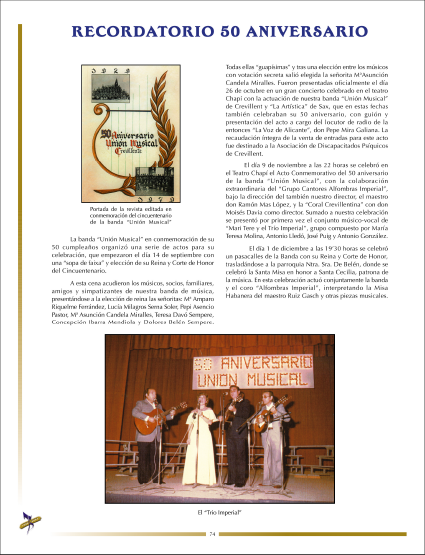 RECORDATORIO 50 ANIVERSARIO
1929
50 Aniversario
Unión Musical
Crevillente
1979
Portada de la revista editada en
conmemoración del cincuentenario
de la banda "Unión Musical"
La banda "Unión Musical" en conmemoración de su
50 cumpleaños organizó una serie de actos para su
celebración, que empezaron el día 14 de septiembre con
una "sopa de faixa" y elección de su Reina y Corte de Honor
del Cincuentenario.
A esta cena acudieron los músicos, socios, familiares,
amigos y simpatizantes de nuestra banda de música,
presentándose a la elección de reina las señoritas: Mª Amparo
Riquelme Fernández, Lucía Milagros Serna Soler, Pepi Asencio
Pastor, Mª Asunción Candela Miralles, Teresa Davó Sempere,
Concepción Ibarra Mendiola y Dolores Belén Sempere.
Todas ellas "guapísimas" y tras una elección entre los músicos
con votación secreta salió elegida la señorita MªAsunción
Candela Miralles. Fueron presentadas oficialmente el día
26 de octubre en un gran concierto celebrado en el teatro
Chapí con la actuación de nuestra banda "Unión Musical"
de Crevillent y "La Artística" de Sax, que en estas fechas
también celebraban su 50 aniversario, con guión y
presentación del acto a cargo del locutor de radio de la
entonces "La Voz de Alicante", don Pepe Mira Galiana. La
recaudación íntegra de la venta de entradas para este acto
fue destinado a la Asociación de Discapacitados Psíquicos
de Crevillent.
El día 9 de noviembre a las 22 horas se celebró en
el Teatro Chapí el Acto Conmemorativo del 50 aniversario
de la banda "Unión Musical", con la colaboración
extraordinaria del "Grupo Cantores Alfombras Imperial",
bajo la dirección del también nuestro director, el maestro
don Ramón Mas López, y la "Coral Crevillentina" con don
Moisés Davia como director. Sumado a nuestra celebración
se presentó por primera vez el conjunto músico-vocal de
"Mari Tere y el Trío Imperial", grupo compuesto por María
Teresa Molina, Antonio Lledó, José Puig y Antonio González.
El día 1 de diciembre a las 19'30 horas se celebró
un pasacalles de la Banda con su Reina y Corte de Honor,
trasladándose a la parroquia Ntra. Sra. De Belén, donde se
celebró la Santa Misa en honor a Santa Cecilia, patrona de
la música. En esta celebración actuó conjuntamente la banda
y el coro "Alfombras Imperial", interpretando la Misa
Habanera del maestro Ruiz Gasch y otras piezas musicales.
50 ANIVERSARIO
UNION MUSICAL
El "Trío Imperial"
74